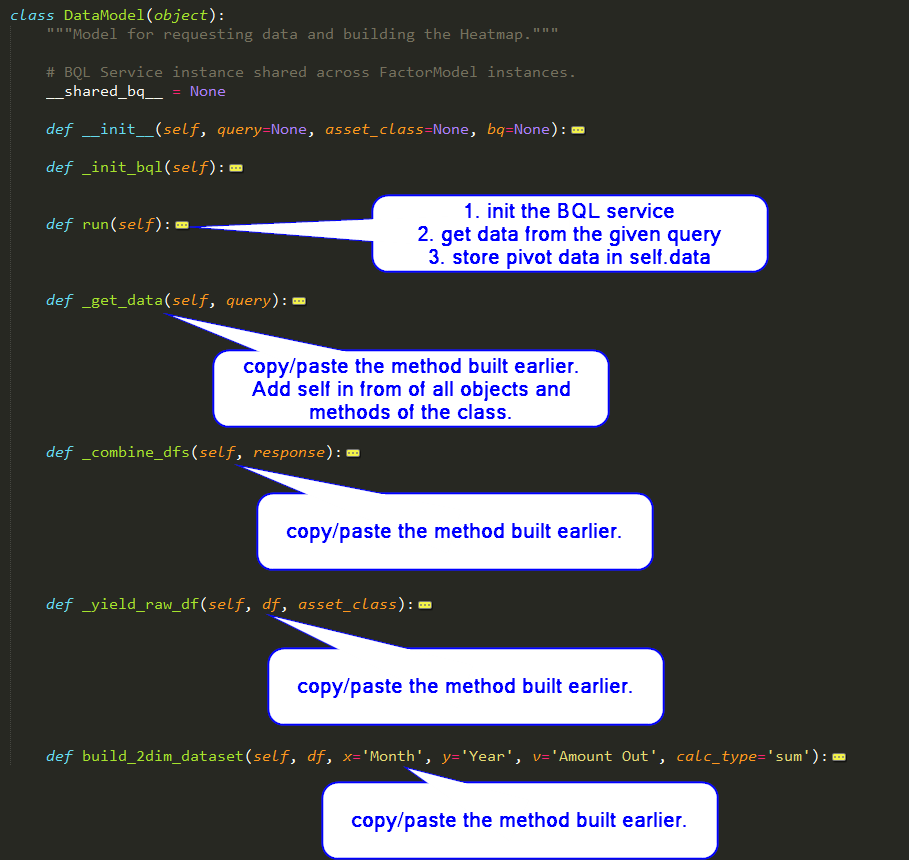 class DataModel(object):
"""Model for requesting data and building the Heatmap."""
# BQL Service instance shared across FactorModel instances.
__shared_bq__ = None
def __init__(self, query=None, asset_class=None, bq=None):
def _init_bql(self):
def run(self):
1. init the BQL service
2. get data from the given query
3. store pivot data in self.data
def _get_data(self, query):
copy/paste the method built earlier.
Add self in from of all objects and
methods of the class.
def _combine_dfs(self, response):
copy/paste the method built earlier.
def _yield_raw_df(self, df, asset_class):
copy/paste the method built earlier.
def build_2dim_dataset(self, df, x='Month', y='Year', v='Amount Out', calc_type='sum'):
copy/paste the method built earlier.